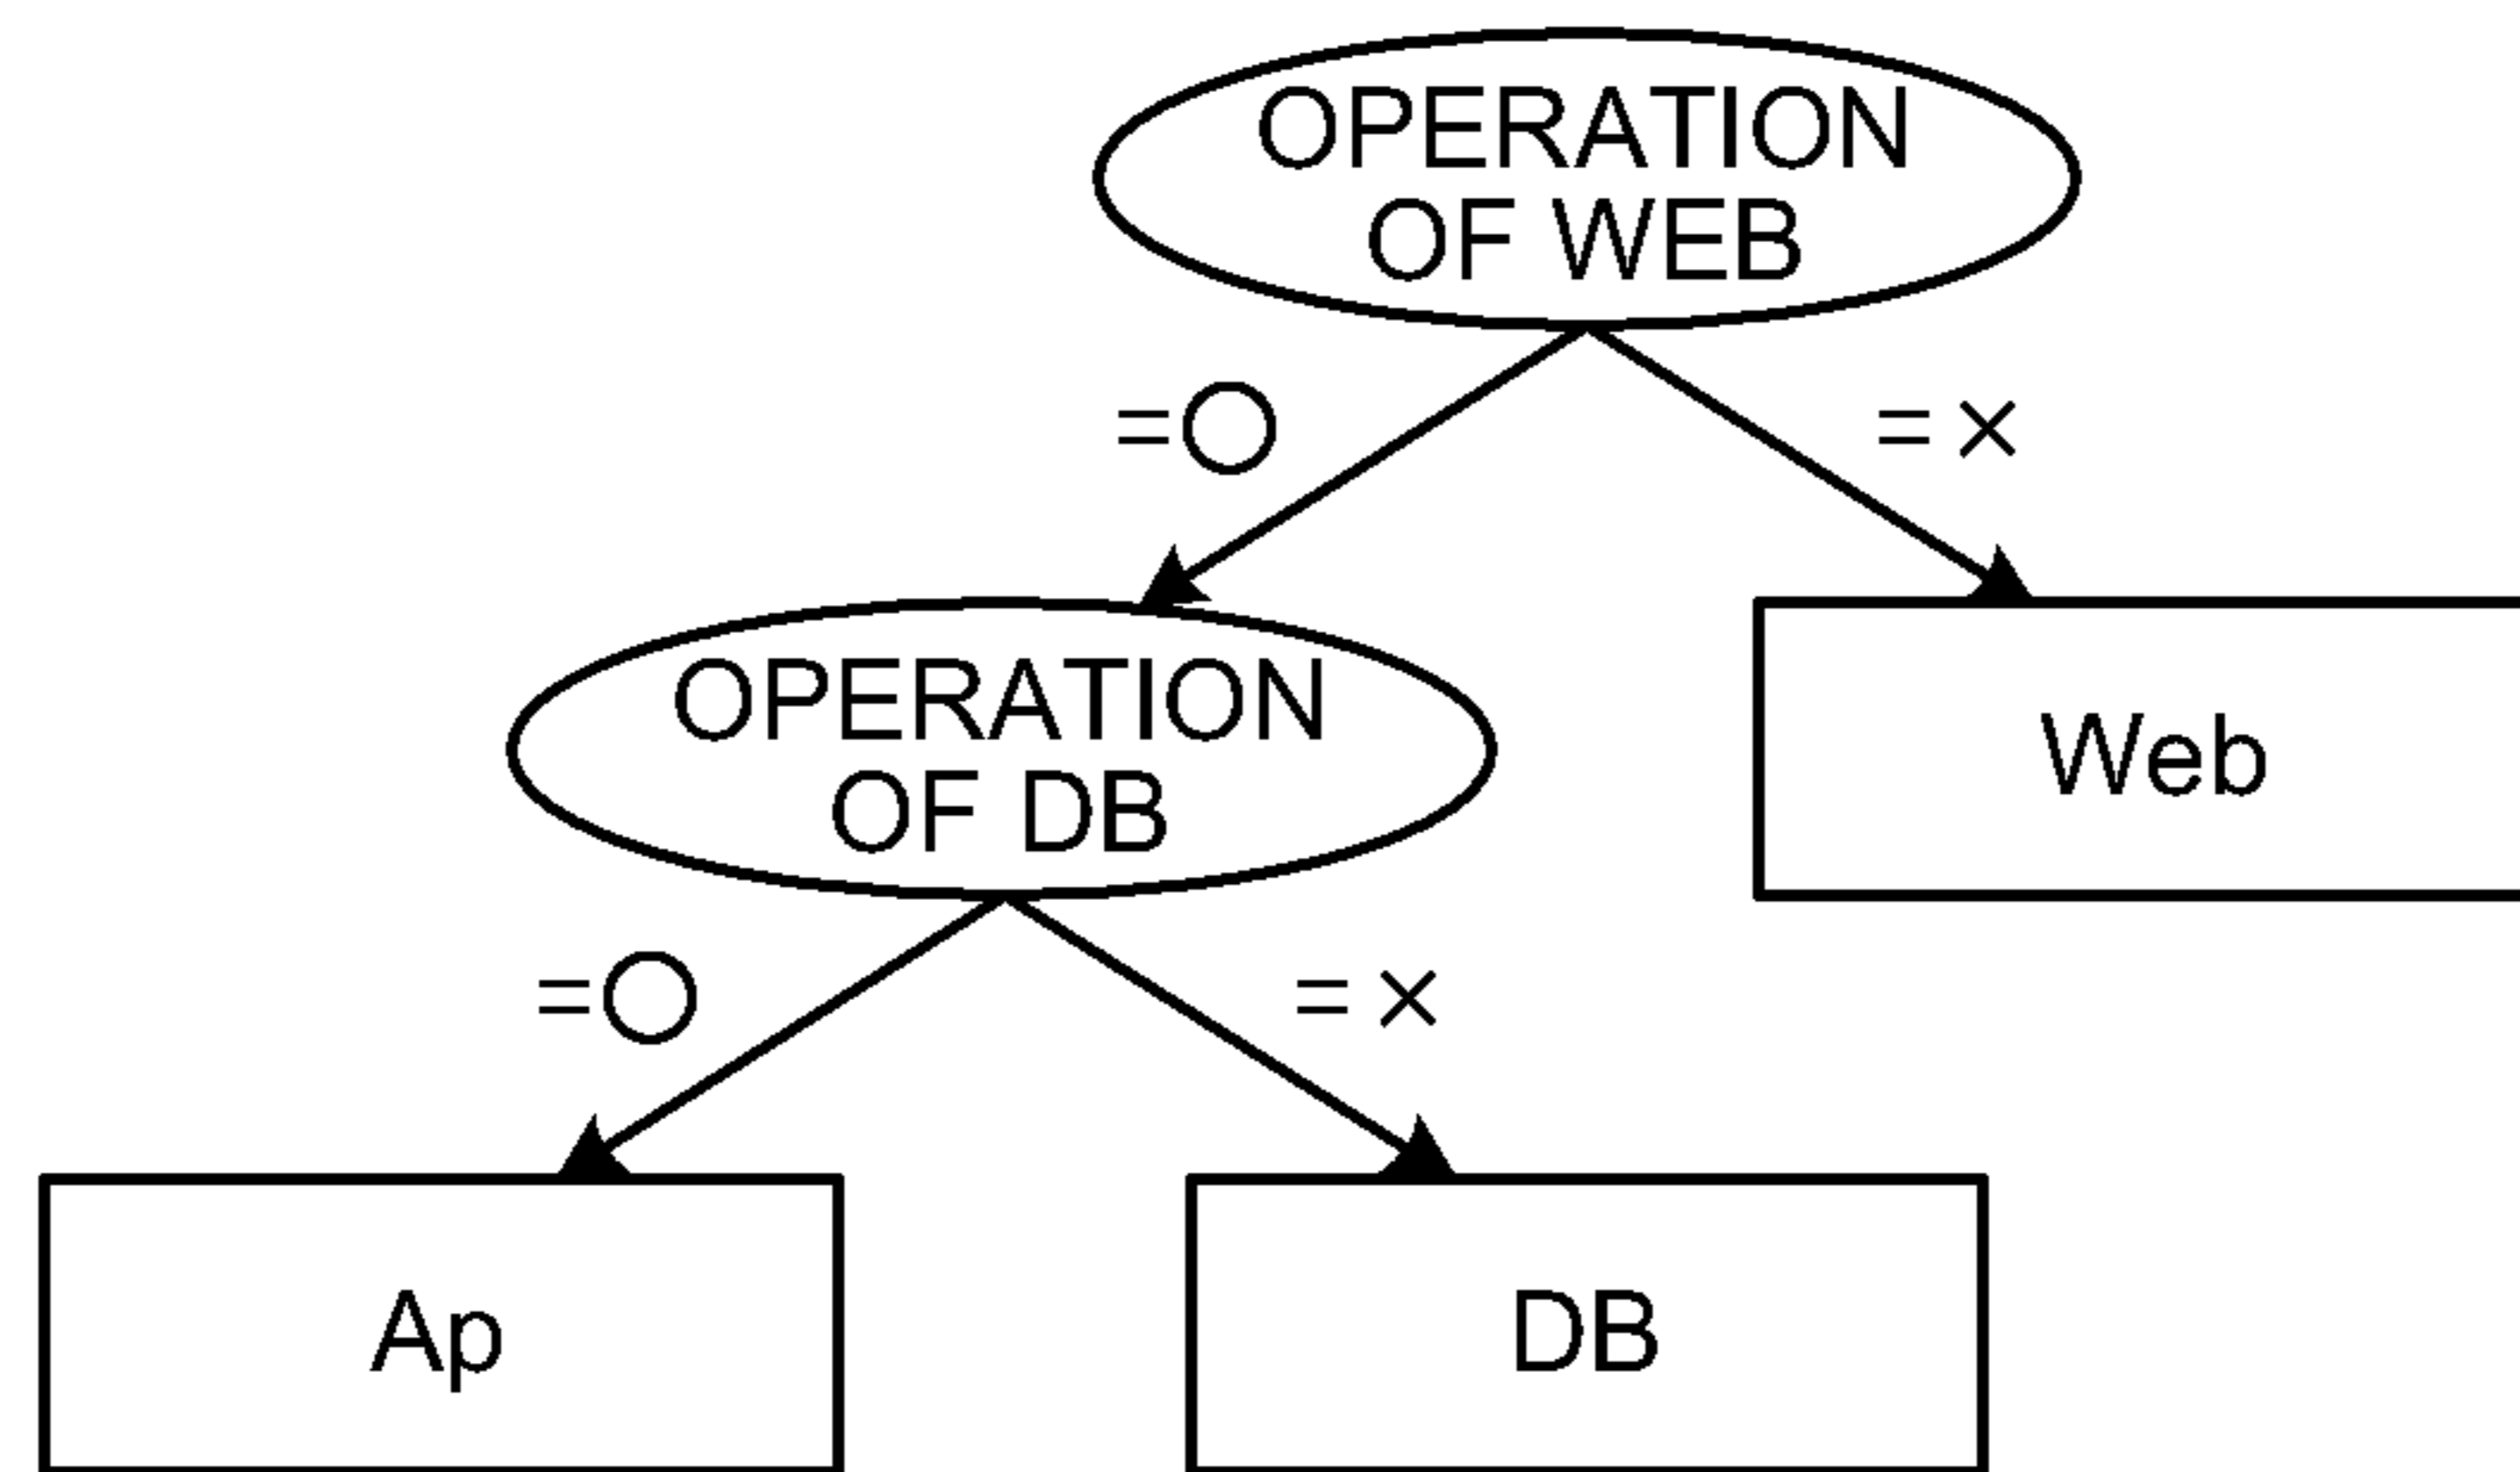 OPERATION
OF WEB
=○
= ×
OPERATION
OF DB
Web
=○
= ×
Ap
DB